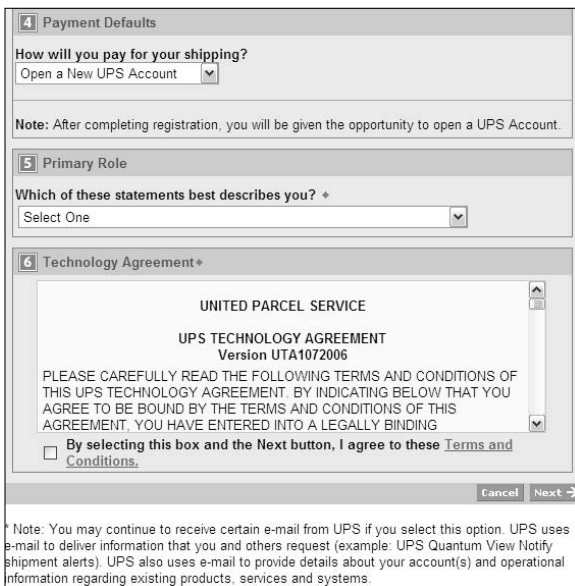 4 Payment Defaults
How will you pay for your shipping?
Open a New UPS Account
Note: After completing registration, you will be given the opportunity to open a UPS Account.
5 Primary Role
Which of these statements best describes you?
Select One
6 Technology Agreement
UNITED PARCEL SERVICE
UPS TECHNOLOGY AGREEMENT
Version UTA1072006
PLEASE CAREFULLY READ THE FOLLOWING TERMS AND CONDITIONS OF
THIS UPS TECHNOLOGY AGREEMENT. BY INDICATING BELOW THAT YOU
AGREE TO BE BOUND BY THE TERMS AND CONDITIONS OF THIS
AGREEMENT, YOU HAVE ENTERED INTO A LEGALLY BINDING
By selecting this box and the Next button, I agree to these Terms and
Conditions.
Cancel Next →
* Note: You may continue to receive certain e-mail from UPS if you select this option. UPS uses
e-mail to deliver information that you and others request (example: UPS Quantum View Notify
shipment alerts). UPS also uses e-mail to provide details about your account(s) and operational
information regarding existing products, services and systems.